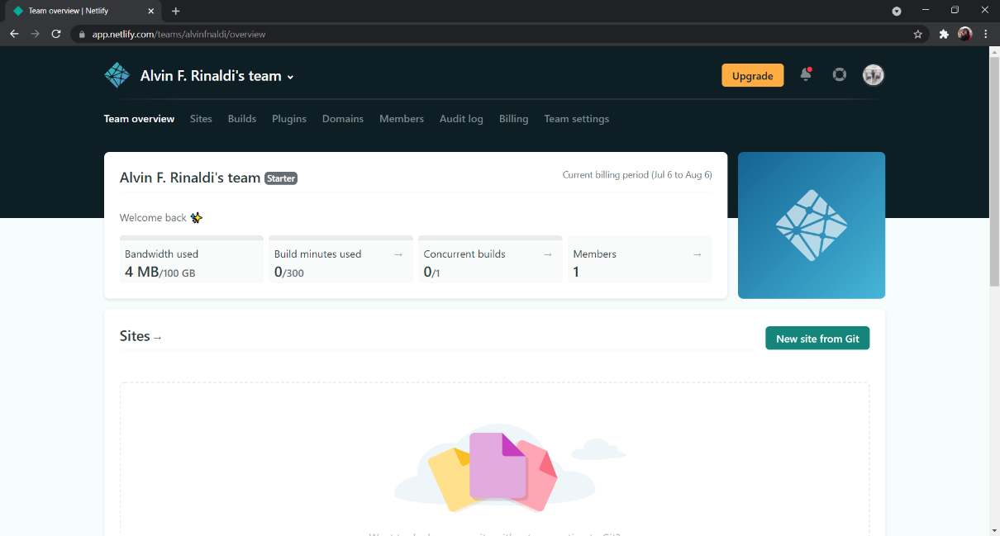 Team overview | Netlify
app.netlify.com/teams/alvinfnaldi/overview
Alvin F. Rinaldi's team
Upgrade
Team overview Sites Builds Plugins Domains Members Audit log Billing Team settings
Alvin F. Rinaldi's team Starter
Current billing period (Jul 6 to Aug 6)
Welcome back
Bandwidth used
4 MB/100 GB
Build minutes used →
0/300
Concurrent builds →
0/1
Members →
1
Sites →
New site from Git